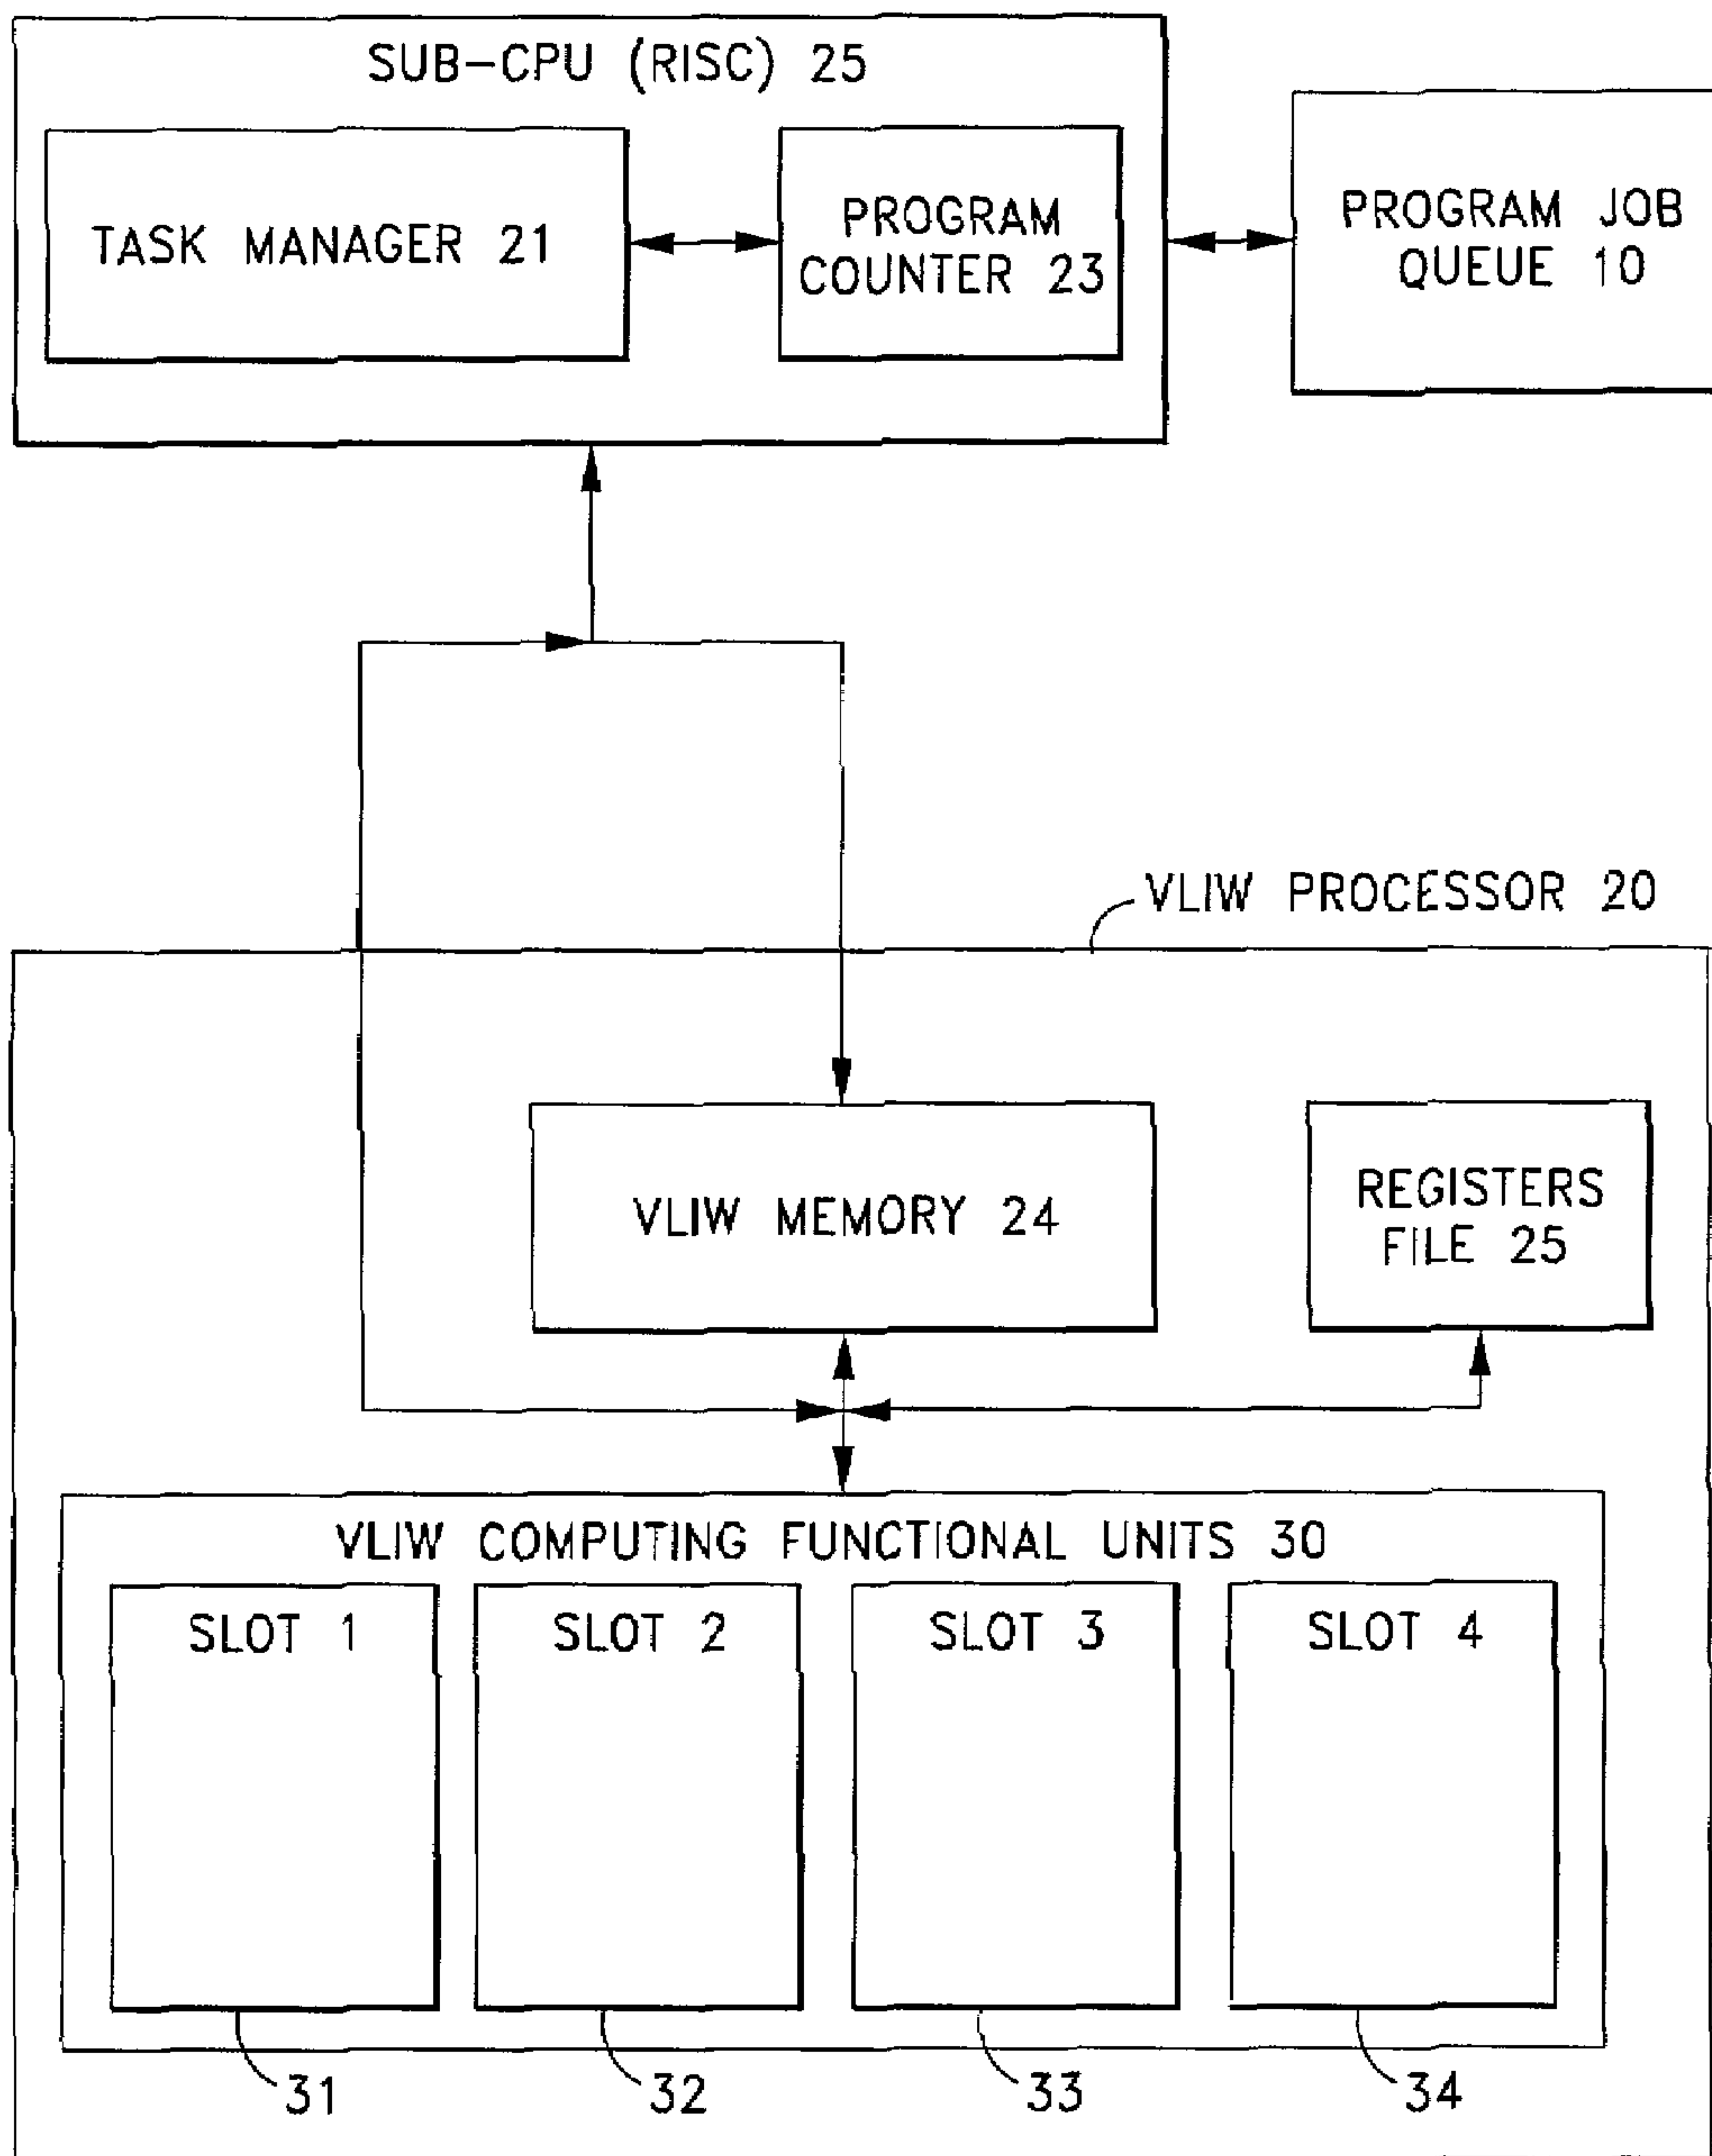 SUB-CPU (RISC) 25
TASK MANAGER 21
PROGRAM
COUNTER 23
PROGRAM JOB
QUEUE 10
VLIW PROCESSOR 20
VLIW MEMORY 24
REGISTERS
FILE 25
VLIW COMPUTING FUNCTIONAL UNITS 30
SLOT 1
SLOT 2
SLOT 3
SLOT 4
31
32
33
34